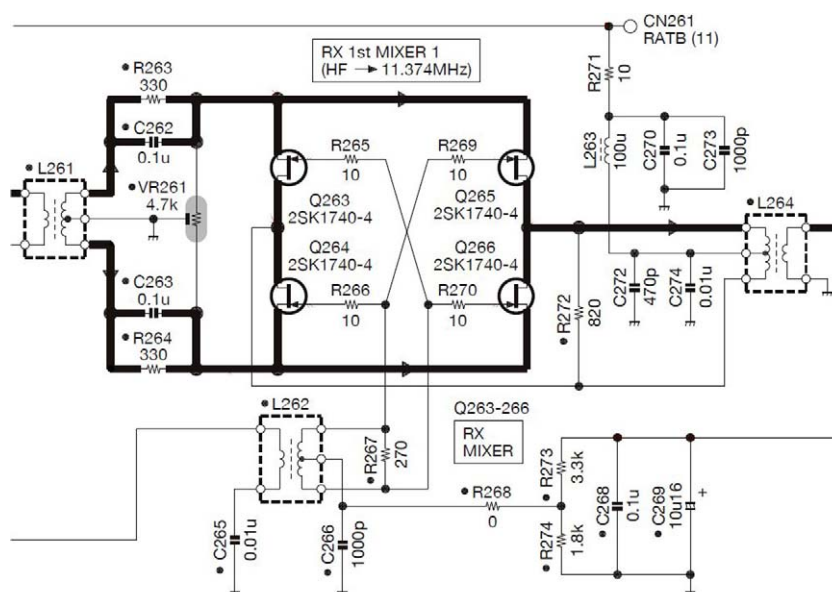 CN261
RATB (11)
RX 1st MIXER 1
(HF → 11.374MHz)
R271
10
R263
330
C262
0.1u
L261
VR261
4.7k
R265
10
R269
10
L263
100u
C270
0.1u
C273
1000p
L264
Q263
2SK1740-4
Q265
2SK1740-4
Q264
2SK1740-4
Q266
2SK1740-4
R266
10
R270
10
C263
0.1u
R264
330
R272
820
C272
470p
C274
0.01u
L262
Q263-266
RX
MIXER
R267
270
R268
0
R273
3.3k
R274
1.8k
C268
0.1u
C269
10u16
+
C265
0.01u
C266
1000p